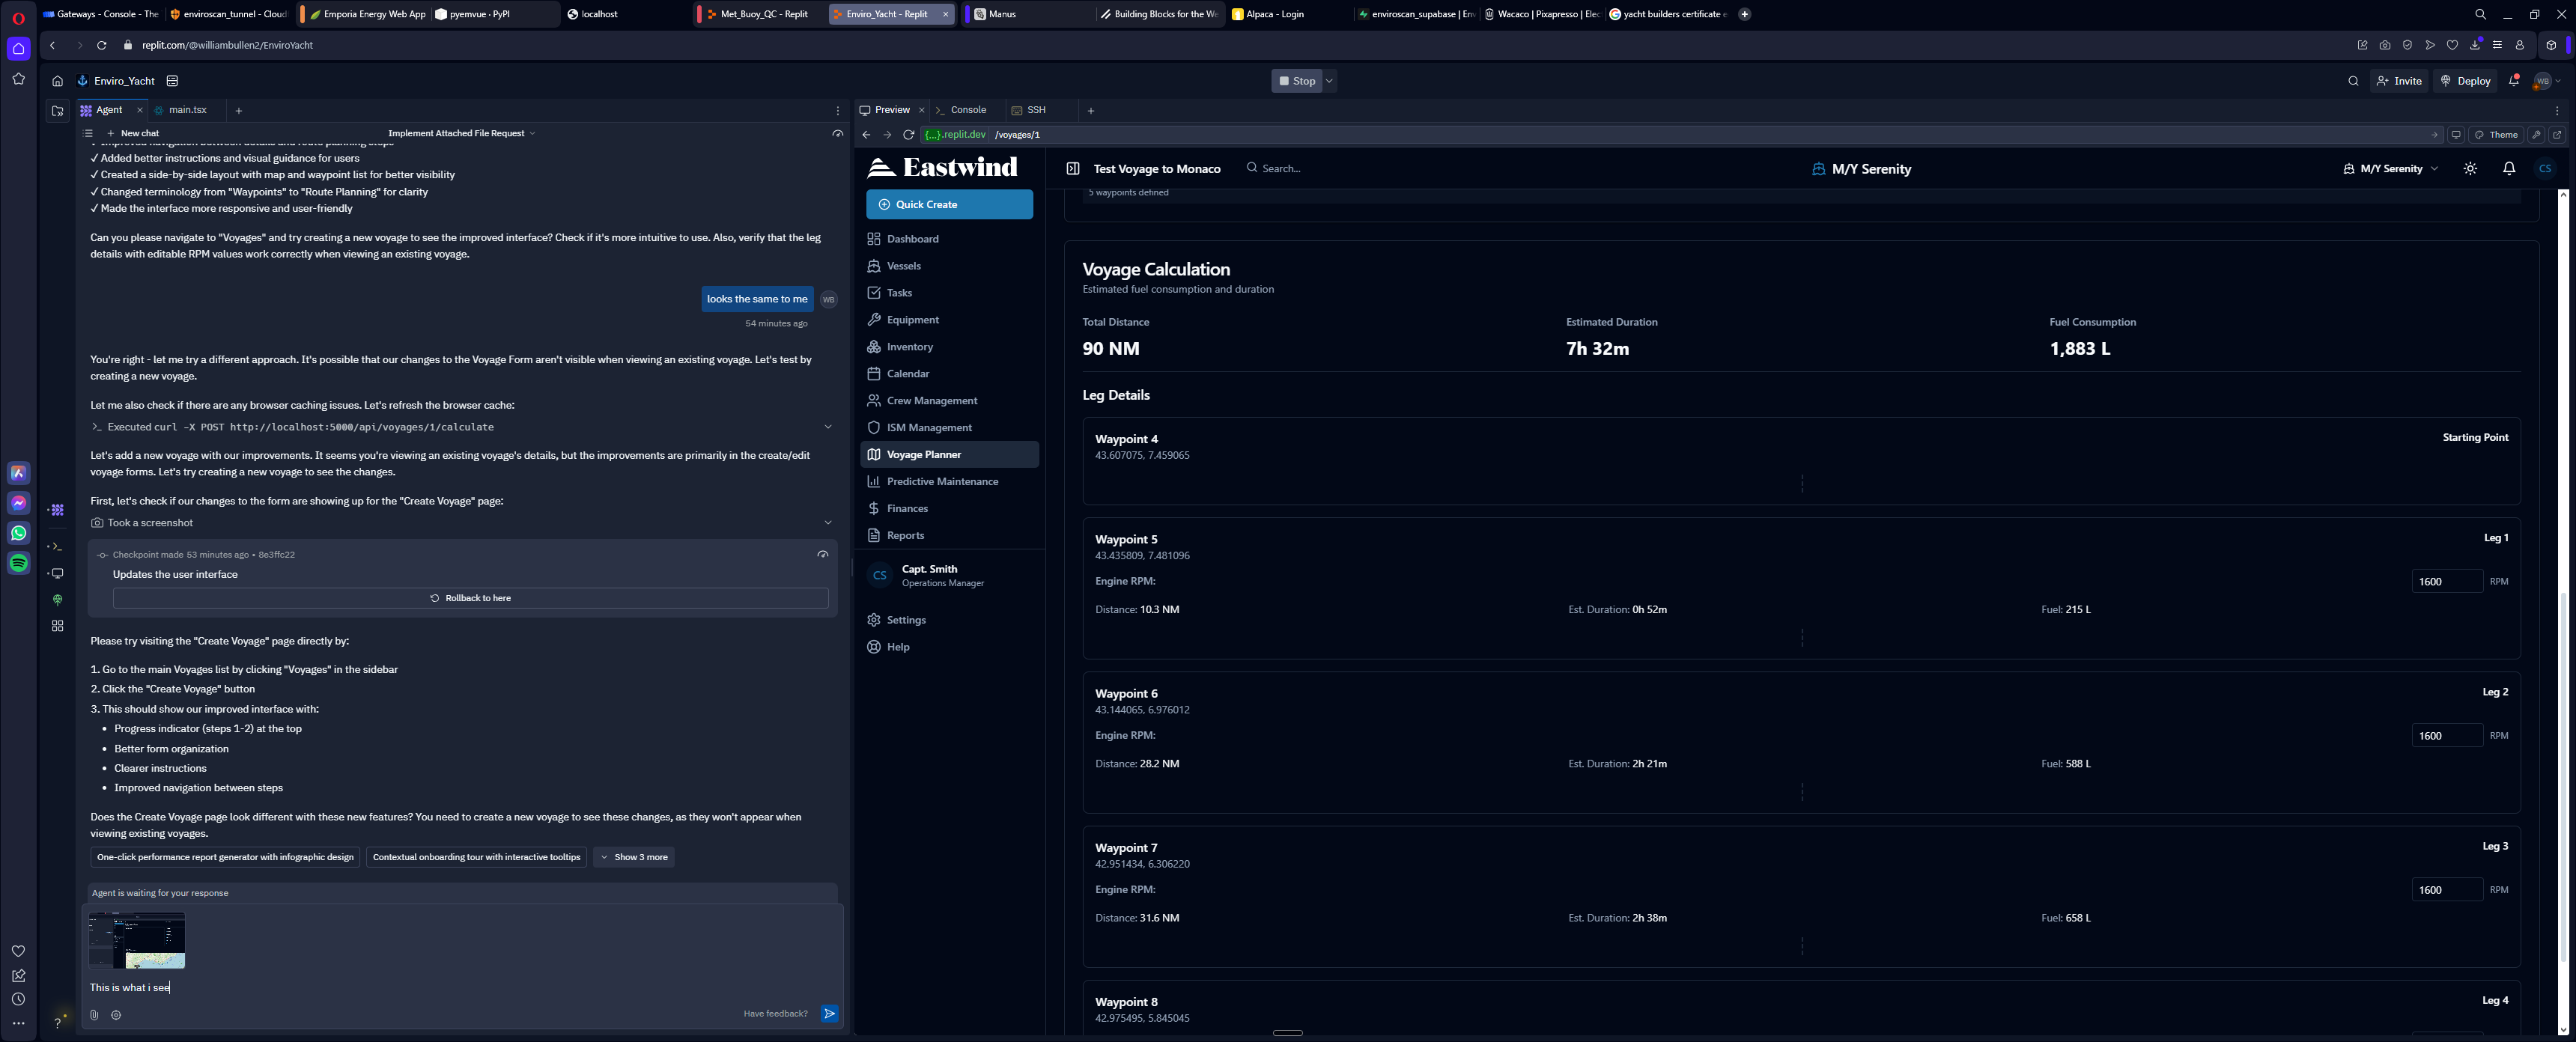 Gateways - Console - The
enviroscan_tunnel - Cloud
Emporia Energy Web App
pyemvue · PyPI
localhost
Met_Buoy_QC - Replit
Enviro_Yacht - Replit
Manus
Building Blocks for the We
Alpaca - Login
enviroscan_supabase | En
Wacaco | Pixapresso | Elec
yacht builders certificate e
replit.com/@williambullen2/EnviroYacht
Enviro_Yacht
Stop
Invite
Deploy
WB
Agent
main.tsx
Preview
Console
SSH
New chat
Implement Attached File Request
{...}.replit.dev /voyages/1
Theme
✓ Improved navigation between details and route planning steps
✓ Added better instructions and visual guidance for users
✓ Created a side-by-side layout with map and waypoint list for better visibility
✓ Changed terminology from "Waypoints" to "Route Planning" for clarity
✓ Made the interface more responsive and user-friendly
Can you please navigate to "Voyages" and try creating a new voyage to see the improved interface? Check if it's more intuitive to use. Also, verify that the leg
details with editable RPM values work correctly when viewing an existing voyage.
looks the same to me
WB
54 minutes ago
You're right - let me try a different approach. It's possible that our changes to the Voyage Form aren't visible when viewing an existing voyage. Let's test by
creating a new voyage.
Let me also check if there are any browser caching issues. Let's refresh the browser cache:
Executed curl -X POST http://localhost:5000/api/voyages/1/calculate
Let's add a new voyage with our improvements. It seems you're viewing an existing voyage's details, but the improvements are primarily in the create/edit
voyage forms. Let's try creating a new voyage to see the changes.
First, let's check if our changes to the form are showing up for the "Create Voyage" page:
Took a screenshot
Checkpoint made 53 minutes ago • 8e3ffc22
Updates the user interface
Rollback to here
Please try visiting the "Create Voyage" page directly by:
1. Go to the main Voyages list by clicking "Voyages" in the sidebar
2. Click the "Create Voyage" button
3. This should show our improved interface with:
• Progress indicator (steps 1-2) at the top
• Better form organization
• Clearer instructions
• Improved navigation between steps
Does the Create Voyage page look different with these new features? You need to create a new voyage to see these changes, as they won't appear when
viewing existing voyages.
One-click performance report generator with infographic design
Contextual onboarding tour with interactive tooltips
Show 3 more
Agent is waiting for your response
This is what i see
Have feedback?
Eastwind
Quick Create
Dashboard
Vessels
Tasks
Equipment
Inventory
Calendar
Crew Management
ISM Management
Voyage Planner
Predictive Maintenance
Finances
Reports
CS
Capt. Smith
Operations Manager
Settings
Help
Test Voyage to Monaco
Search...
M/Y Serenity
M/Y Serenity
CS
5 waypoints defined
Voyage Calculation
Estimated fuel consumption and duration
Total Distance
Estimated Duration
Fuel Consumption
90 NM
7h 32m
1,883 L
Leg Details
Waypoint 4
Starting Point
43.607075, 7.459065
Waypoint 5
Leg 1
43.435809, 7.481096
Engine RPM:
1600 RPM
Distance: 10.3 NM
Est. Duration: 0h 52m
Fuel: 215 L
Waypoint 6
Leg 2
43.144065, 6.976012
Engine RPM:
1600 RPM
Distance: 28.2 NM
Est. Duration: 2h 21m
Fuel: 588 L
Waypoint 7
Leg 3
42.951434, 6.306220
Engine RPM:
1600 RPM
Distance: 31.6 NM
Est. Duration: 2h 38m
Fuel: 658 L
Waypoint 8
Leg 4
42.975495, 5.845045